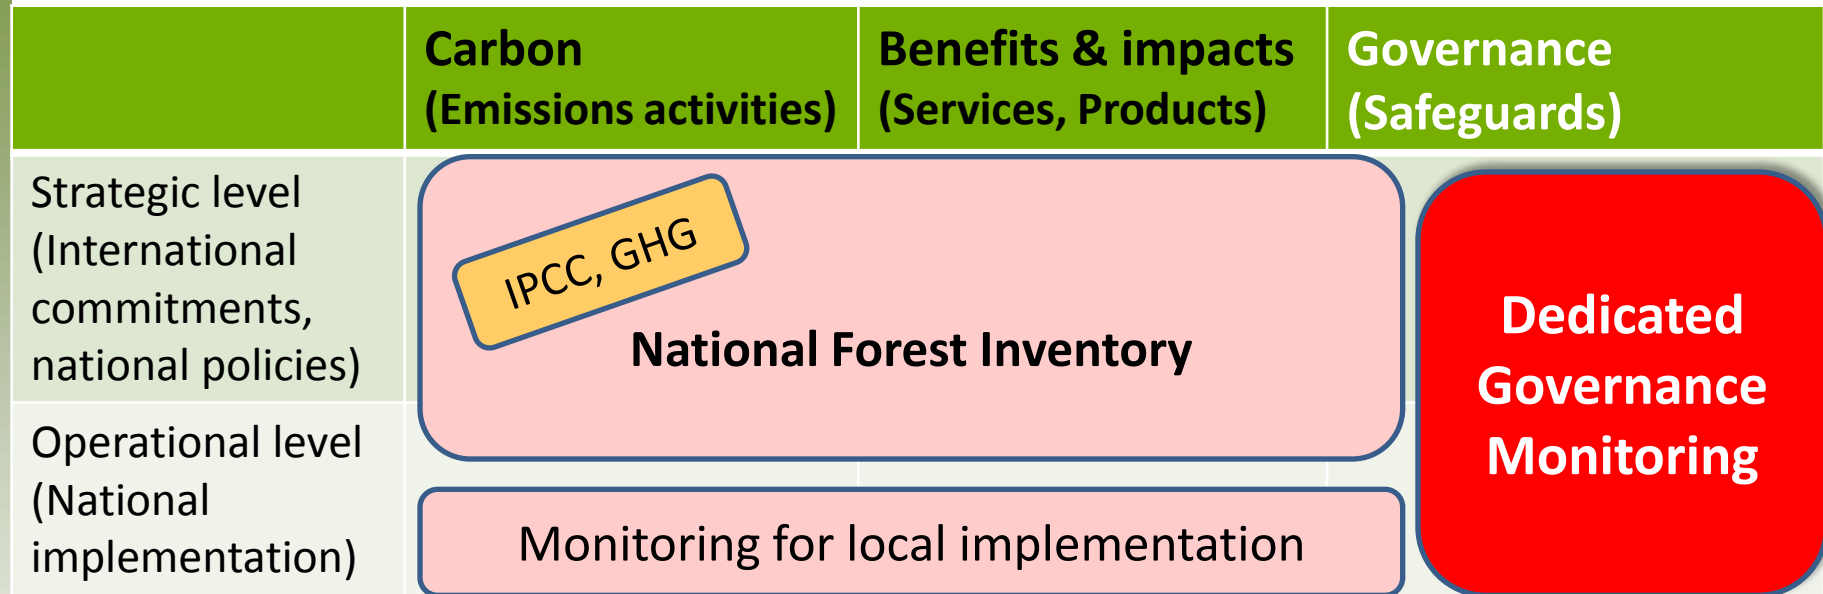 Carbon
(Emissions activities)
Benefits & impacts
(Services, Products)
Governance
(Safeguards)
Strategic level
(International
commitments,
national policies)
IPCC, GHG
National Forest Inventory
Dedicated
Governance
Monitoring
Operational level
(National
implementation)
Monitoring for local implementation